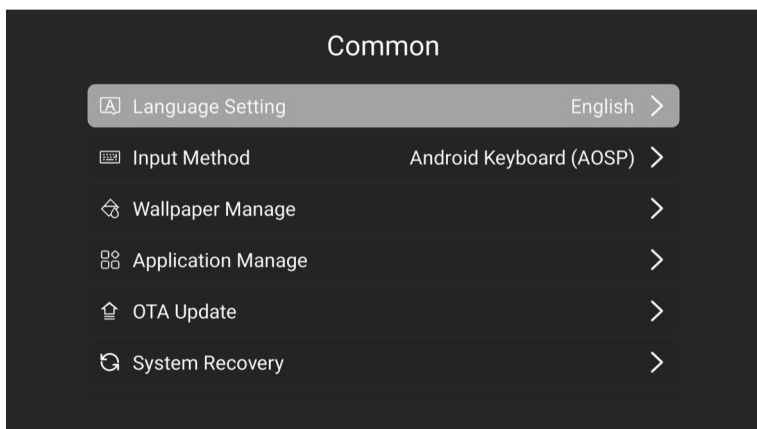 Common
Language Setting English
Input Method Android Keyboard (AOSP)
Wallpaper Manage
Application Manage
OTA Update
System Recovery